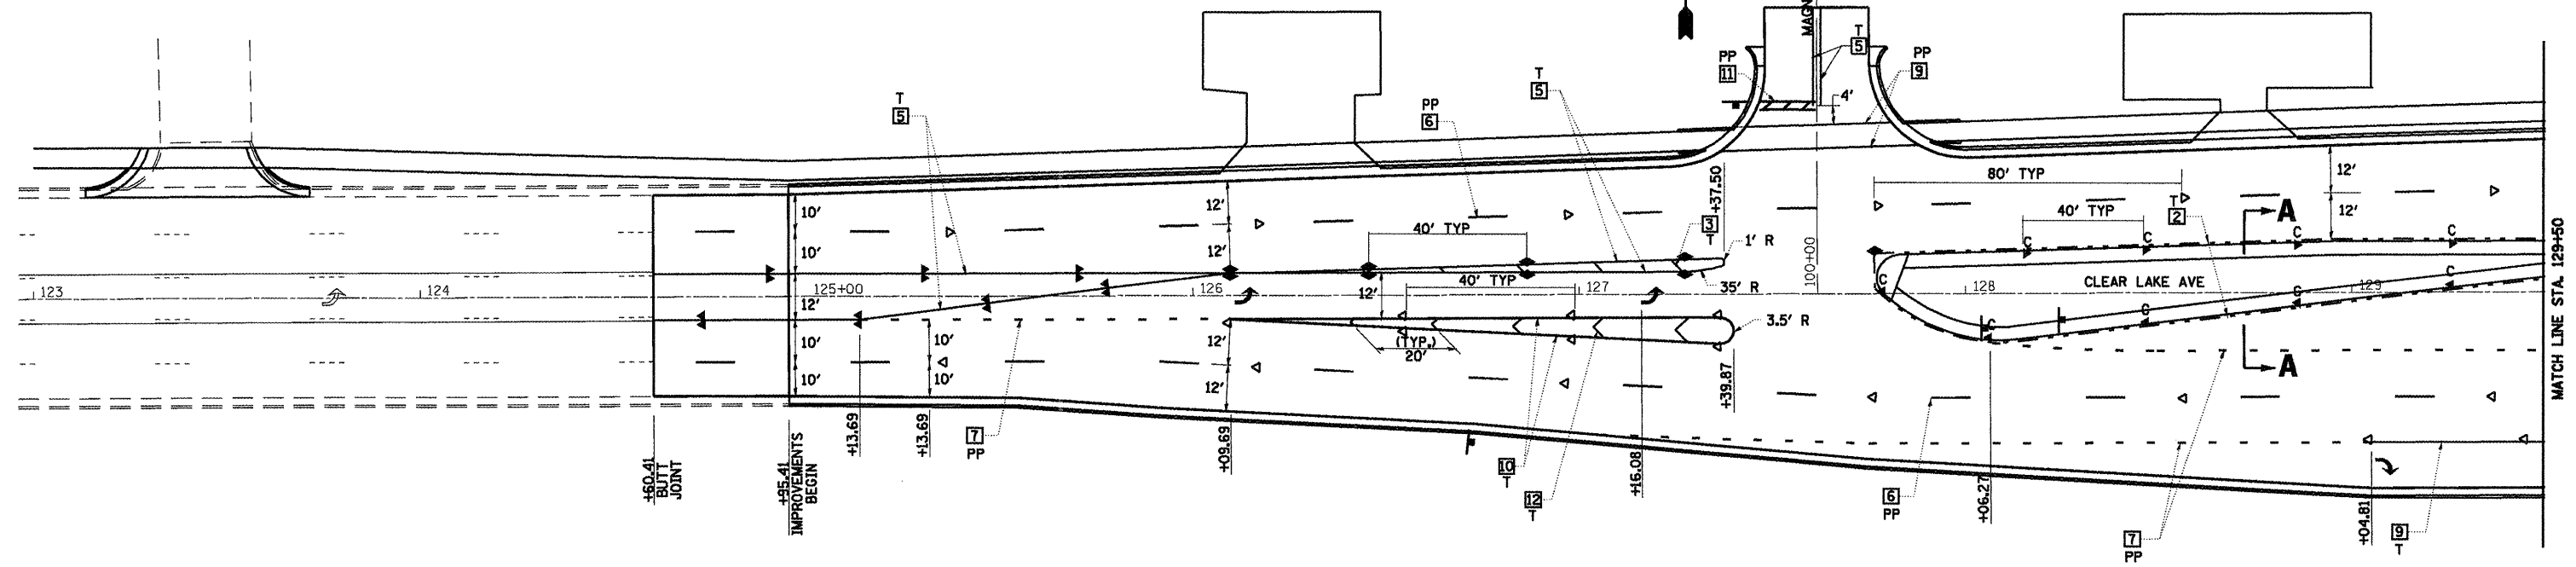 MAGN
T
5
PP
11
PP
9
4'
T
5
T
5
PP
6
12'
80' TYP
T
2
A
40' TYP
12'
+37.50
3
T
1' R
10'
12'
12'
40' TYP
10'
C
C
C
C
100+00
35' R
123
124
125+00
126
127
128
129
CLEAR LAKE AVE
12'
12'
40' TYP
C
C
C
C
3.5' R
10'
12'
(TYP.)
20'
10'
10'
12'
A
+39.87
MATCH LINE STA. 129+50
+60.41
BUTT
JOINT
+95.41
IMPROVEMENTS
BEGIN
+13.69
+13.69
7
PP
+09.69
10
T
12
T
+16.08
6
PP
+06.27
7
PP
+04.81
9
T